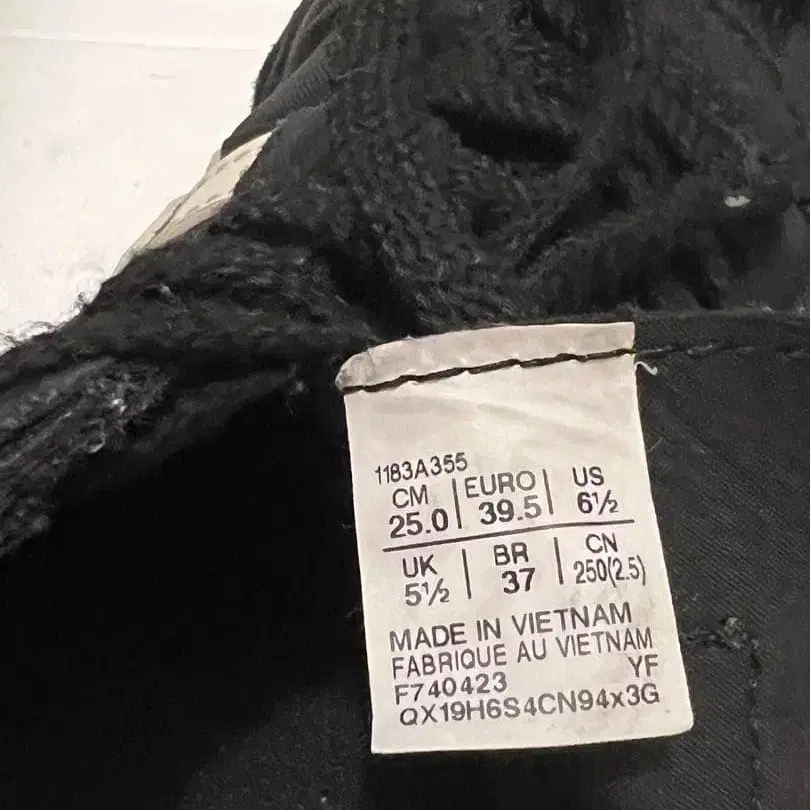 1183A355
CM | EURO | US
25.0 | 39.5 | 6½
UK | BR | CN
5½ | 37 | 250(2.5)
MADE IN VIETNAM
FABRIQUE AU VIETNAM
F740423 YF
QX19H6S4CN94x3G